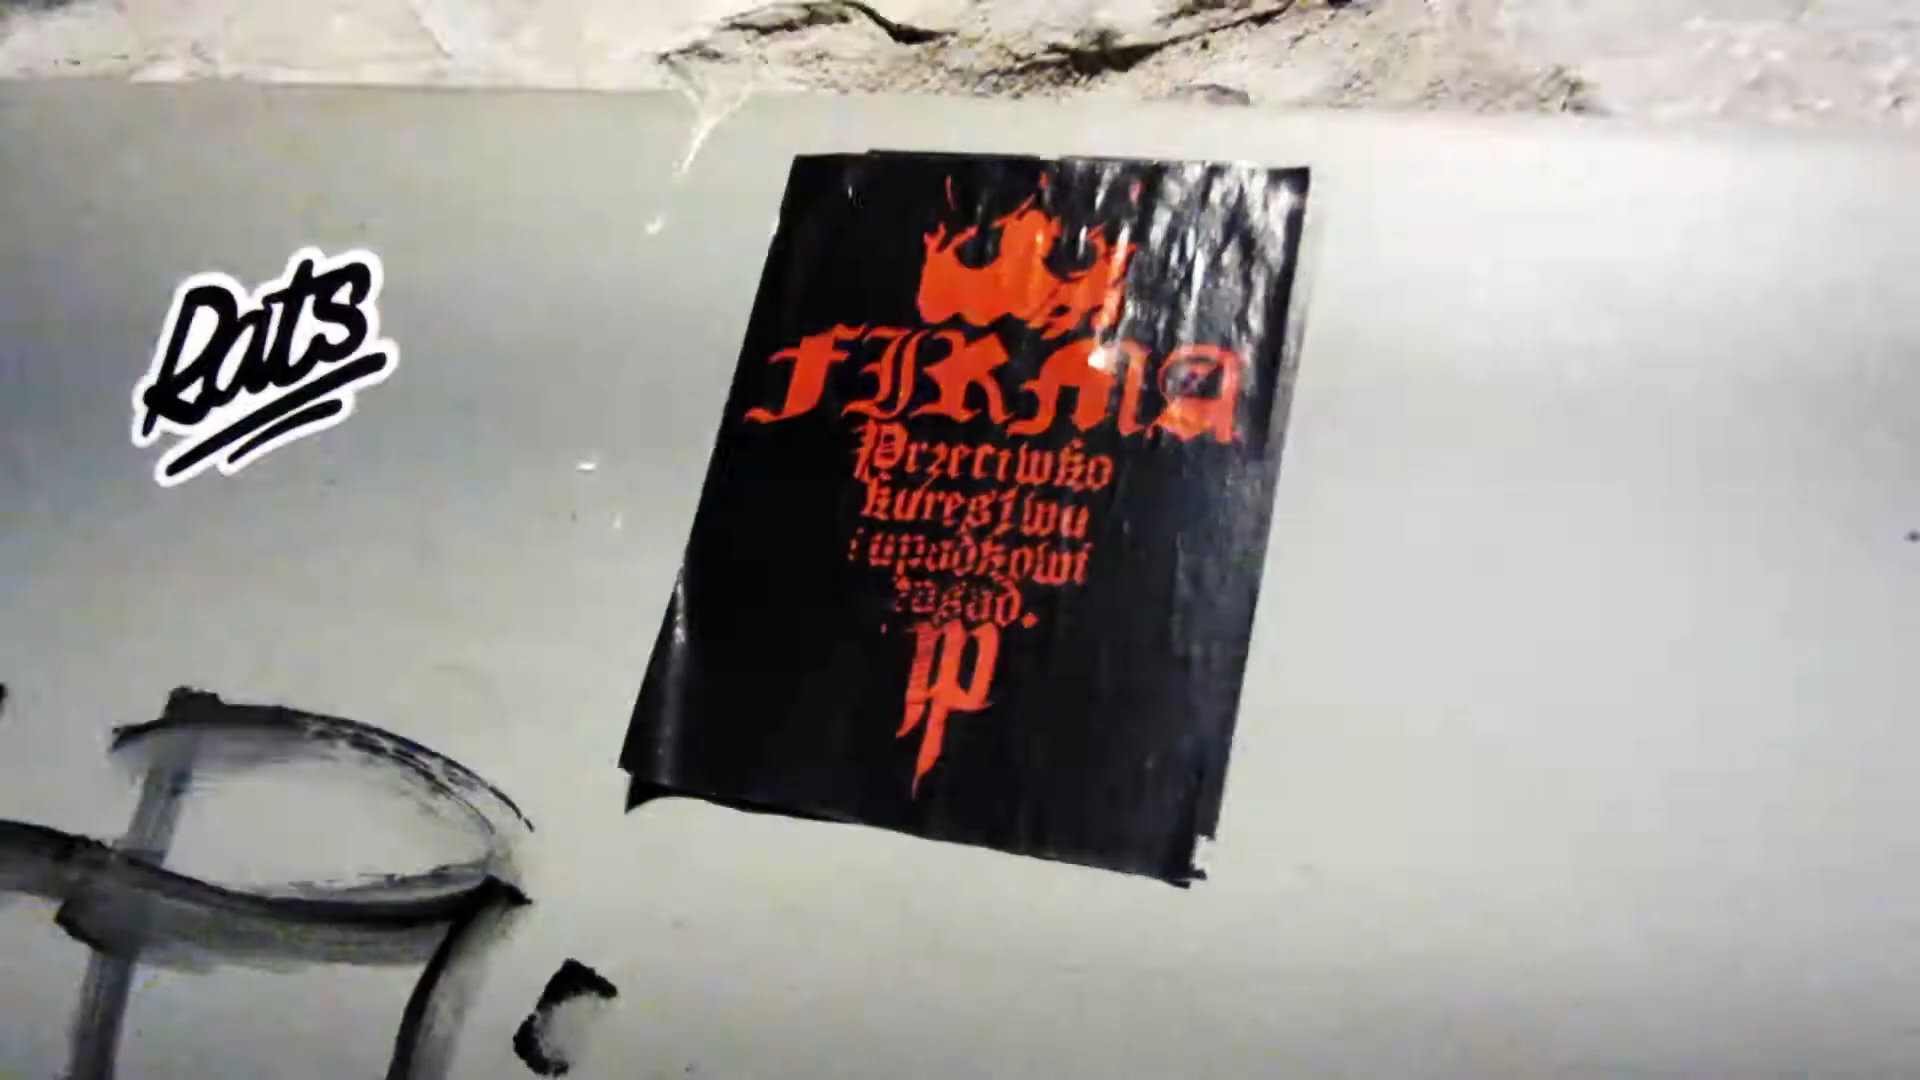 Rats
FIRMA
Przeciwko
kurestwu
i upadkowi
zasad.
JP